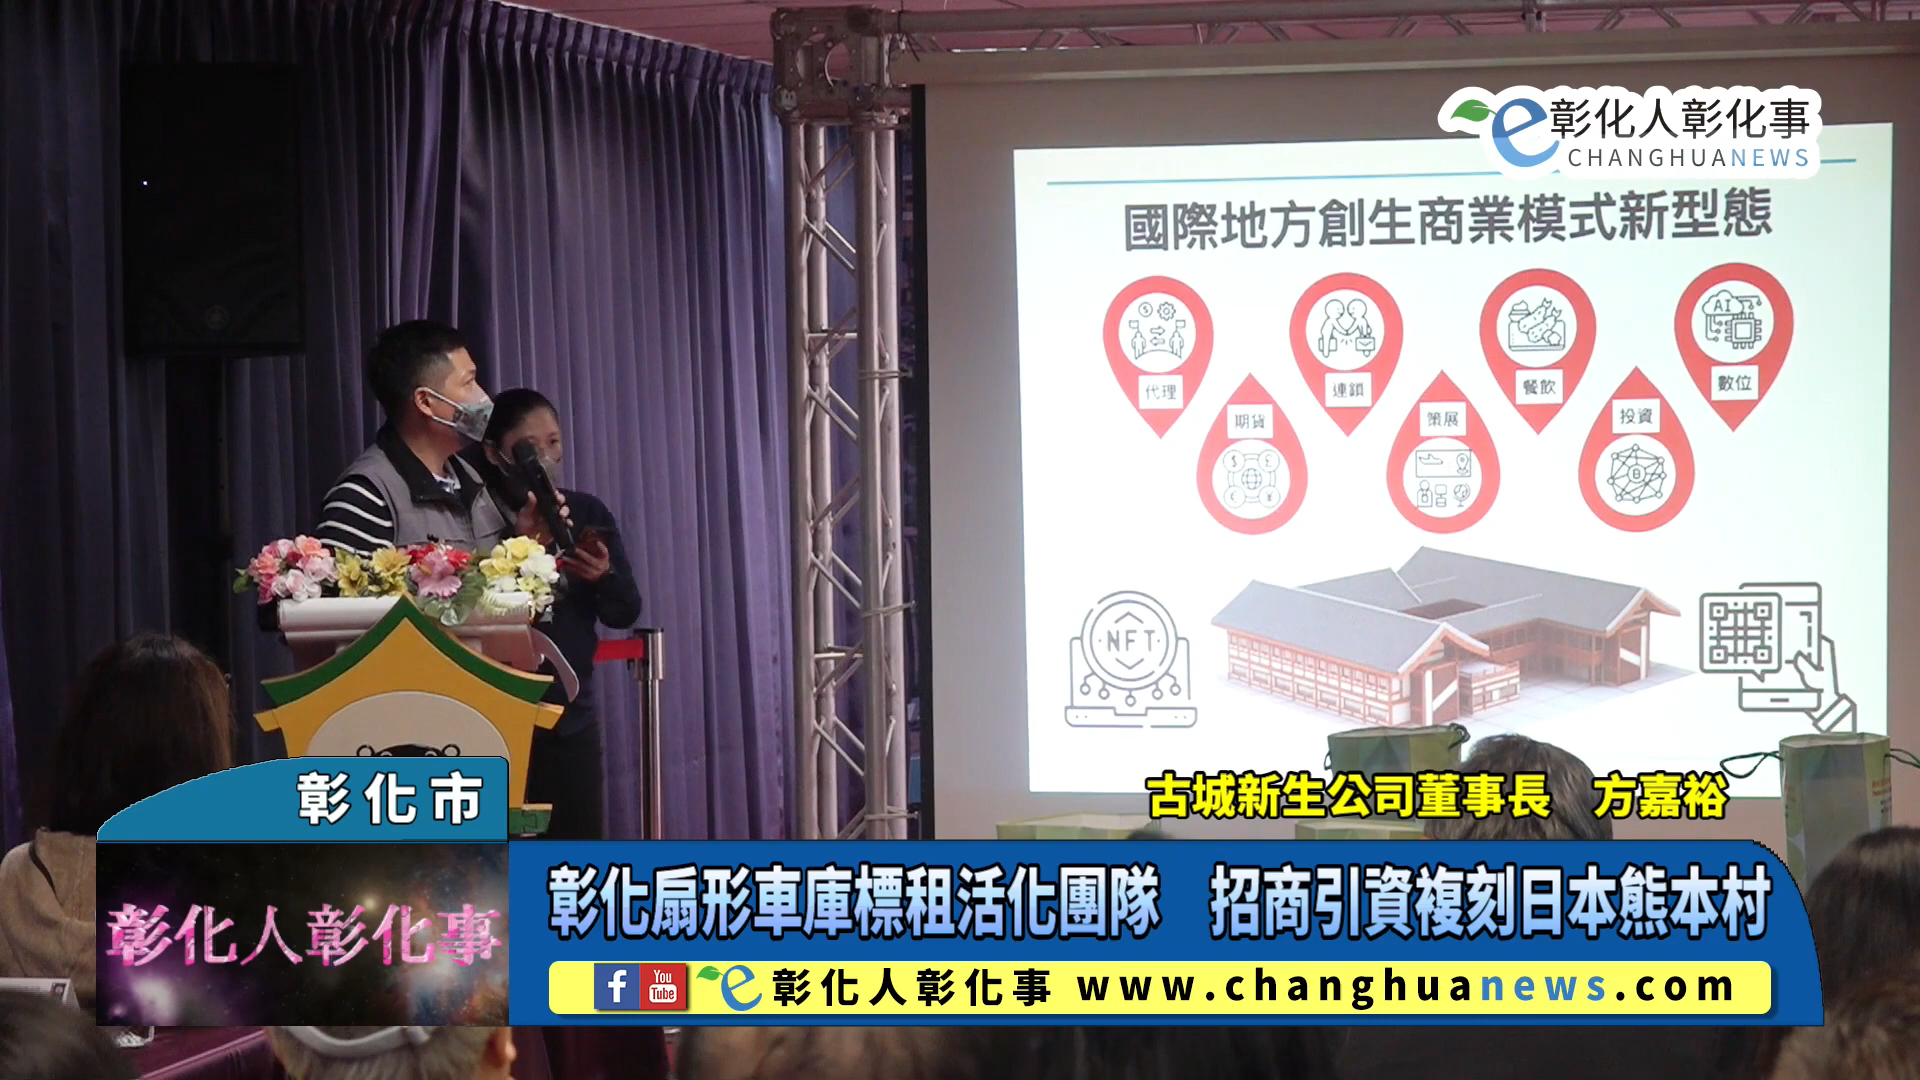 彰化人彰化事
CHANGHUANEWS
國際地方創生商業模式新型態
AI
代理
連鎖
餐飲
數位
期貨
策展
投資
NFT
古城新生公司董事長　方嘉裕
彰化市
彰化扇形車庫標租活化團隊　招商引資複刻日本熊本村
彰化人彰化事
f You Tube e彰化人彰化事 www.changhuanews.com